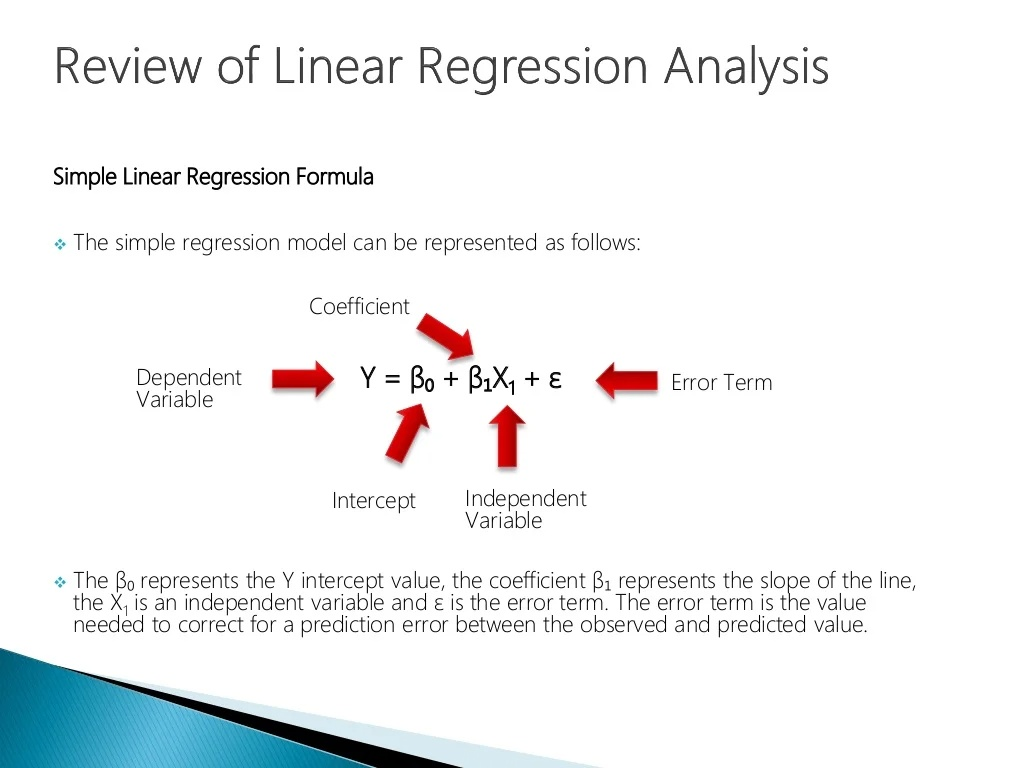 Review of Linear Regression Analysis
Simple Linear Regression Formula
❖ The simple regression model can be represented as follows:
Coefficient
Dependent
Variable
Y = β₀ + β₁X₁ + ε
Error Term
Intercept
Independent
Variable
❖ The β₀ represents the Y intercept value, the coefficient β₁ represents the slope of the line,
the X₁ is an independent variable and ε is the error term. The error term is the value
needed to correct for a prediction error between the observed and predicted value.